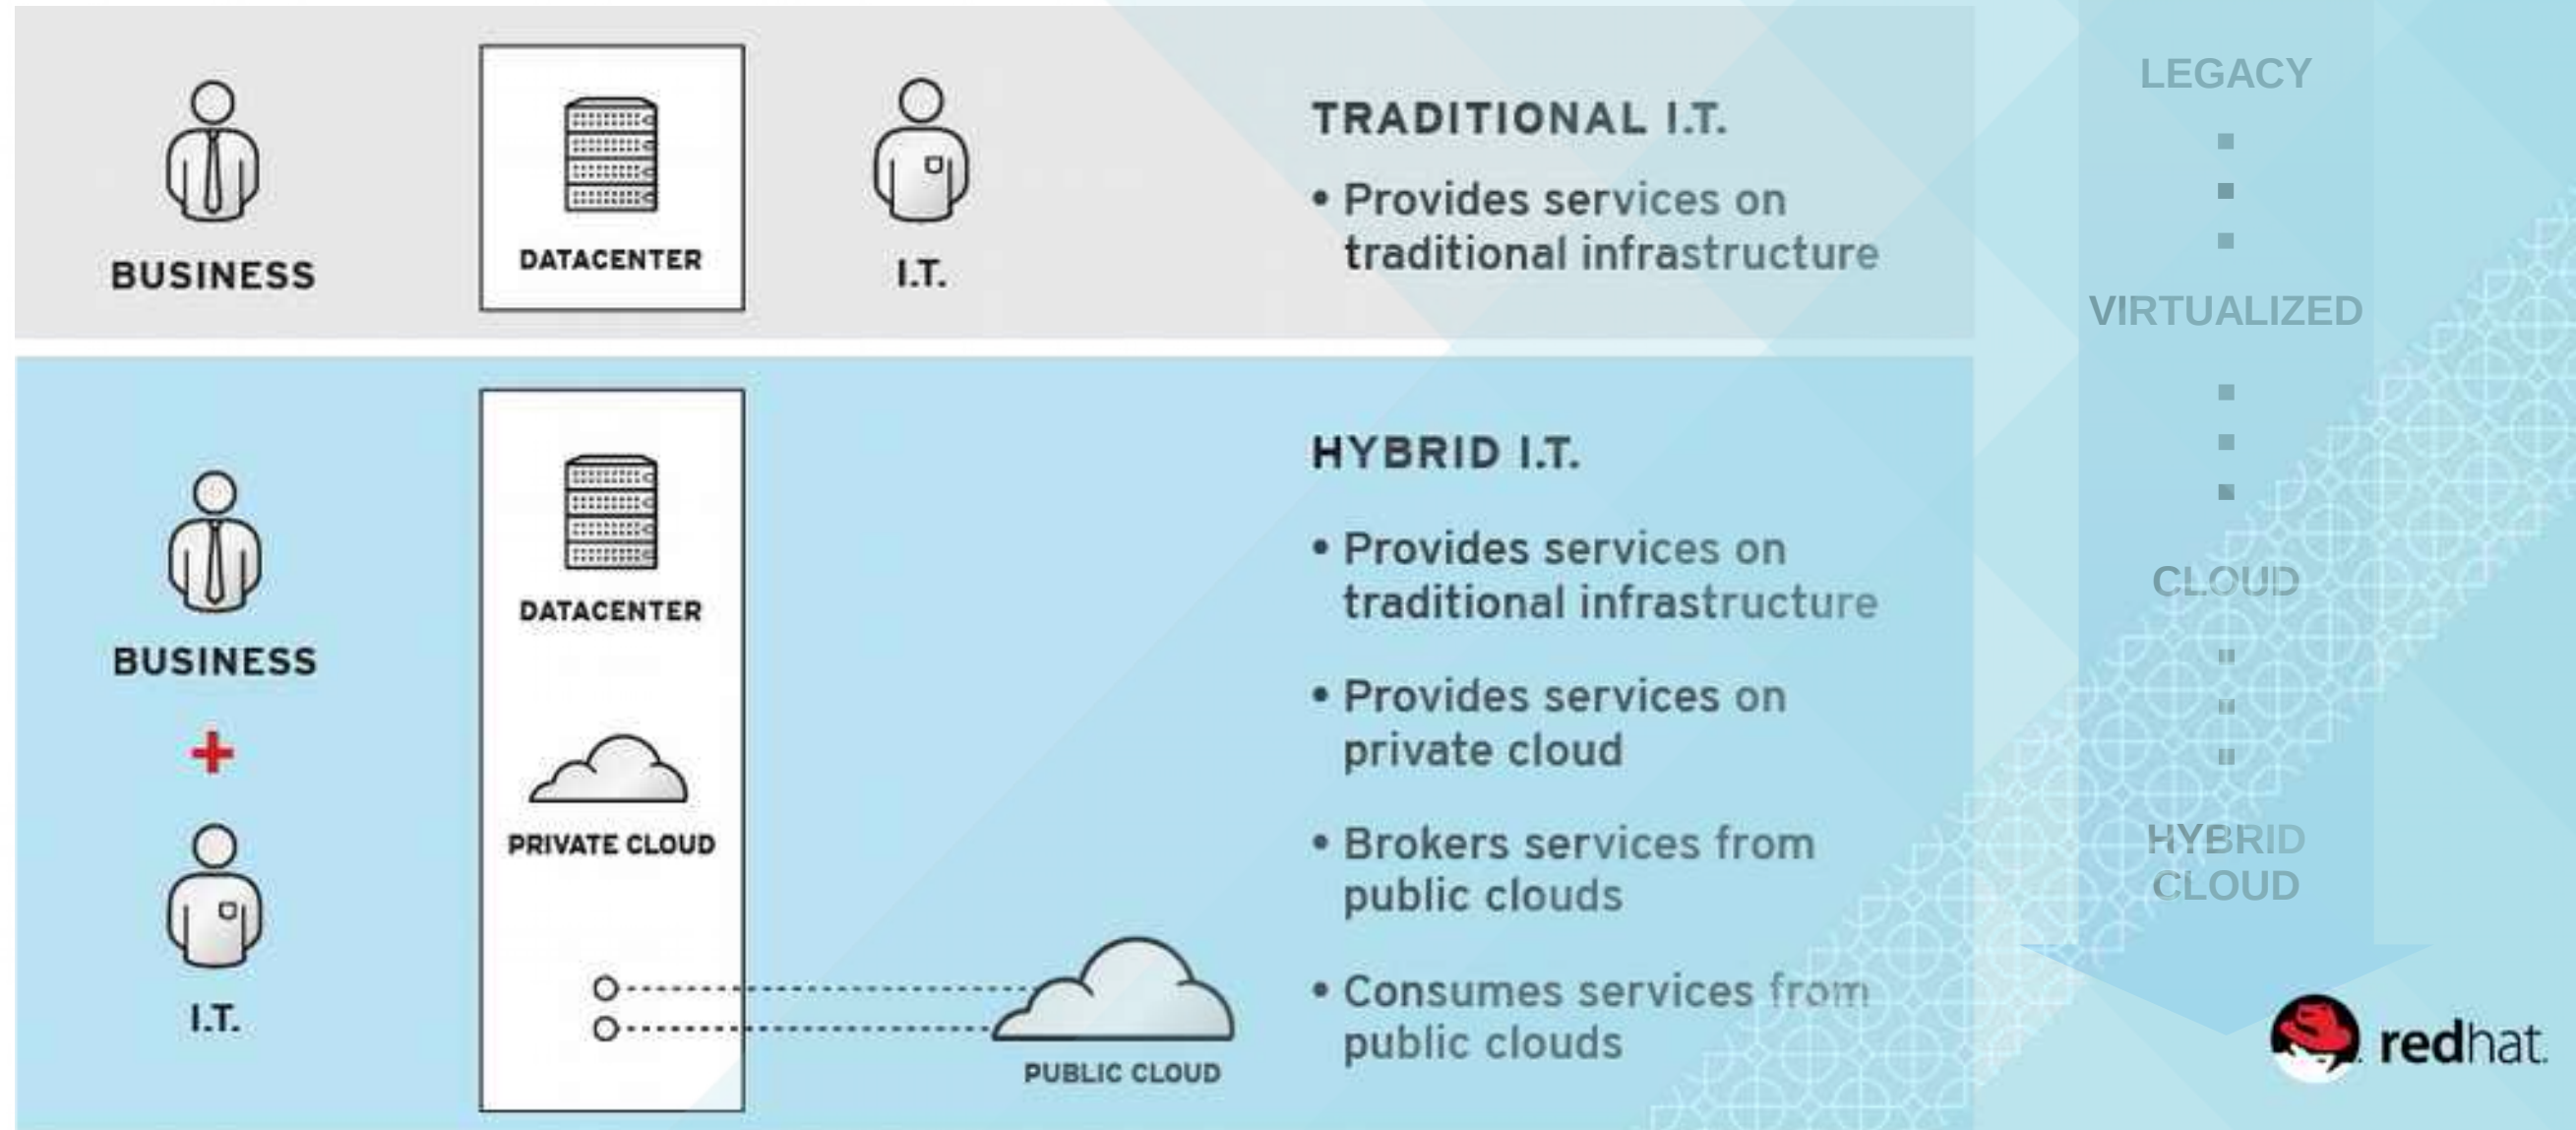 BUSINESS
DATACENTER
I.T.
TRADITIONAL I.T.
• Provides services on
traditional infrastructure
BUSINESS
+
I.T.
DATACENTER
PRIVATE CLOUD
PUBLIC CLOUD
HYBRID I.T.
• Provides services on
traditional infrastructure
• Provides services on
private cloud
• Brokers services from
public clouds
• Consumes services from
public clouds
LEGACY
VIRTUALIZED
CLOUD
HYBRID
CLOUD
redhat.